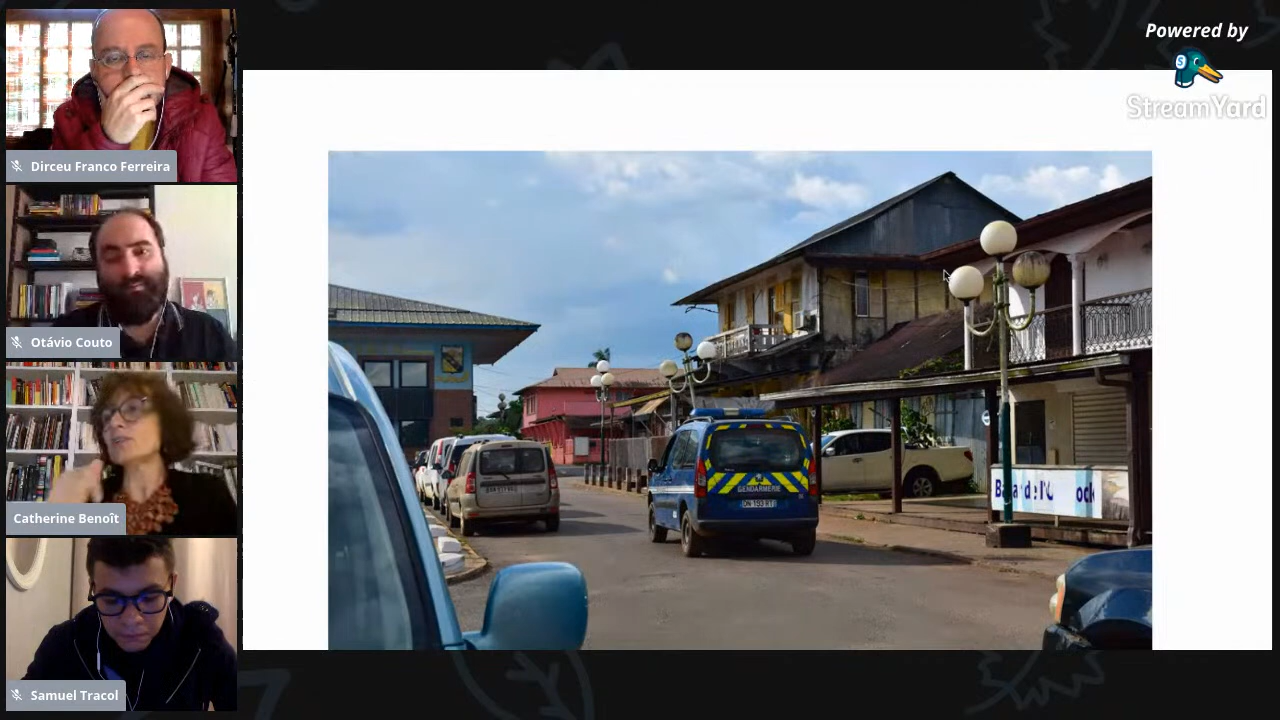 Powered by
StreamYard
Dirceu Franco Ferreira
Otávio Couto
Catherine Benoît
Samuel Tracol
GENDARMERIE